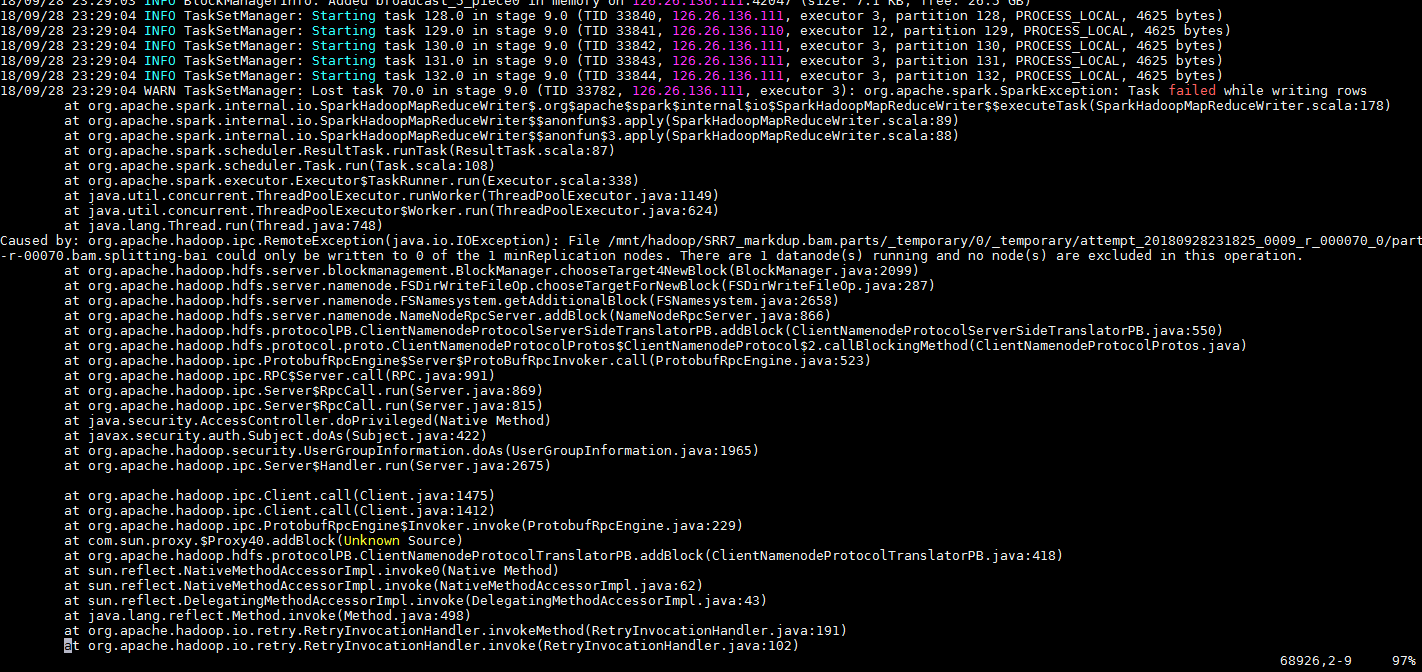 18/09/28 23:29:03 INFO BlockManagerInfo: Added broadcast_5_piece0 in memory on 126.26.136.111:42047 (size: 7.1 KB, free: 26.5 GB)
18/09/28 23:29:04 INFO TaskSetManager: Starting task 128.0 in stage 9.0 (TID 33840, 126.26.136.111, executor 3, partition 128, PROCESS_LOCAL, 4625 bytes)
18/09/28 23:29:04 INFO TaskSetManager: Starting task 129.0 in stage 9.0 (TID 33841, 126.26.136.110, executor 12, partition 129, PROCESS_LOCAL, 4625 bytes)
18/09/28 23:29:04 INFO TaskSetManager: Starting task 130.0 in stage 9.0 (TID 33842, 126.26.136.111, executor 3, partition 130, PROCESS_LOCAL, 4625 bytes)
18/09/28 23:29:04 INFO TaskSetManager: Starting task 131.0 in stage 9.0 (TID 33843, 126.26.136.111, executor 3, partition 131, PROCESS_LOCAL, 4625 bytes)
18/09/28 23:29:04 INFO TaskSetManager: Starting task 132.0 in stage 9.0 (TID 33844, 126.26.136.111, executor 3, partition 132, PROCESS_LOCAL, 4625 bytes)
18/09/28 23:29:04 WARN TaskSetManager: Lost task 70.0 in stage 9.0 (TID 33782, 126.26.136.111, executor 3): org.apache.spark.SparkException: Task failed while writing rows
at org.apache.spark.internal.io.SparkHadoopMapReduceWriter$.org$apache$spark$internal$io$SparkHadoopMapReduceWriter$$executeTask(SparkHadoopMapReduceWriter.scala:178)
at org.apache.spark.internal.io.SparkHadoopMapReduceWriter$$anonfun$3.apply(SparkHadoopMapReduceWriter.scala:89)
at org.apache.spark.internal.io.SparkHadoopMapReduceWriter$$anonfun$3.apply(SparkHadoopMapReduceWriter.scala:88)
at org.apache.spark.scheduler.ResultTask.runTask(ResultTask.scala:87)
at org.apache.spark.scheduler.Task.run(Task.scala:108)
at org.apache.spark.executor.Executor$TaskRunner.run(Executor.scala:338)
at java.util.concurrent.ThreadPoolExecutor.runWorker(ThreadPoolExecutor.java:1149)
at java.util.concurrent.ThreadPoolExecutor$Worker.run(ThreadPoolExecutor.java:624)
at java.lang.Thread.run(Thread.java:748)
Caused by: org.apache.hadoop.ipc.RemoteException(java.io.IOException): File /mnt/hadoop/SRR7_markdup.bam.parts/_temporary/0/_temporary/attempt_20180928231825_0009_r_000070_0/part
-r-00070.bam.splitting-bai could only be written to 0 of the 1 minReplication nodes. There are 1 datanode(s) running and no node(s) are excluded in this operation.
at org.apache.hadoop.hdfs.server.blockmanagement.BlockManager.chooseTarget4NewBlock(BlockManager.java:2099)
at org.apache.hadoop.hdfs.server.namenode.FSDirWriteFileOp.chooseTargetForNewBlock(FSDirWriteFileOp.java:287)
at org.apache.hadoop.hdfs.server.namenode.FSNamesystem.getAdditionalBlock(FSNamesystem.java:2658)
at org.apache.hadoop.hdfs.server.namenode.NameNodeRpcServer.addBlock(NameNodeRpcServer.java:866)
at org.apache.hadoop.hdfs.protocolPB.ClientNamenodeProtocolServerSideTranslatorPB.addBlock(ClientNamenodeProtocolServerSideTranslatorPB.java:550)
at org.apache.hadoop.hdfs.protocol.proto.ClientNamenodeProtocolProtos$ClientNamenodeProtocol$2.callBlockingMethod(ClientNamenodeProtocolProtos.java)
at org.apache.hadoop.ipc.ProtobufRpcEngine$Server$ProtoBufRpcInvoker.call(ProtobufRpcEngine.java:523)
at org.apache.hadoop.ipc.RPC$Server.call(RPC.java:991)
at org.apache.hadoop.ipc.Server$RpcCall.run(Server.java:869)
at org.apache.hadoop.ipc.Server$RpcCall.run(Server.java:815)
at java.security.AccessController.doPrivileged(Native Method)
at javax.security.auth.Subject.doAs(Subject.java:422)
at org.apache.hadoop.security.UserGroupInformation.doAs(UserGroupInformation.java:1965)
at org.apache.hadoop.ipc.Server$Handler.run(Server.java:2675)
at org.apache.hadoop.ipc.Client.call(Client.java:1475)
at org.apache.hadoop.ipc.Client.call(Client.java:1412)
at org.apache.hadoop.ipc.ProtobufRpcEngine$Invoker.invoke(ProtobufRpcEngine.java:229)
at com.sun.proxy.$Proxy40.addBlock(Unknown Source)
at org.apache.hadoop.hdfs.protocolPB.ClientNamenodeProtocolTranslatorPB.addBlock(ClientNamenodeProtocolTranslatorPB.java:418)
at sun.reflect.NativeMethodAccessorImpl.invoke0(Native Method)
at sun.reflect.NativeMethodAccessorImpl.invoke(NativeMethodAccessorImpl.java:62)
at sun.reflect.DelegatingMethodAccessorImpl.invoke(DelegatingMethodAccessorImpl.java:43)
at java.lang.reflect.Method.invoke(Method.java:498)
at org.apache.hadoop.io.retry.RetryInvocationHandler.invokeMethod(RetryInvocationHandler.java:191)
at org.apache.hadoop.io.retry.RetryInvocationHandler.invoke(RetryInvocationHandler.java:102)
68926,2-9 97%